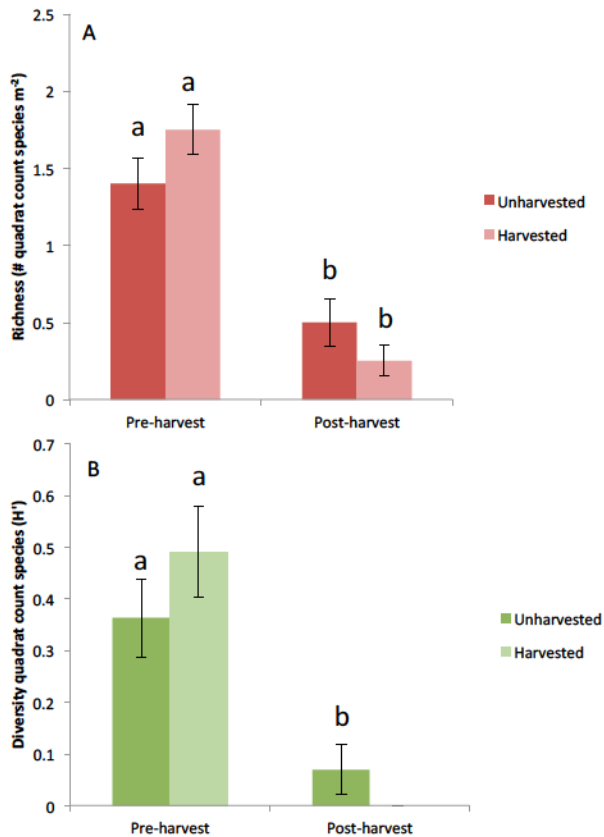 A
Richness (# quadrat count species m⁻²)
2.5
2
1.5
1
0.5
0
a
a
b
b
Pre-harvest
Post-harvest
Unharvested
Harvested
B
Diversity quadrat count species (H')
0.7
0.6
0.5
0.4
0.3
0.2
0.1
0
a
a
b
Pre-harvest
Post-harvest
Unharvested
Harvested